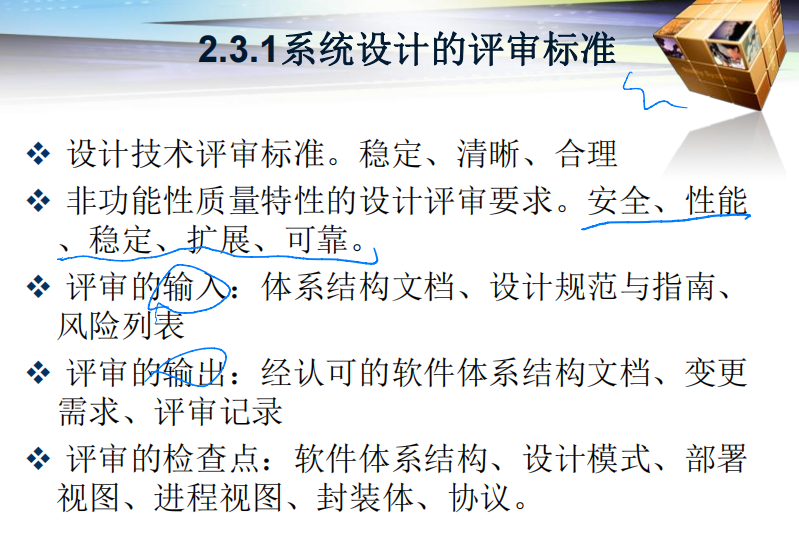 2.3.1系统设计的评审标准
设计技术评审标准。稳定、清晰、合理
非功能性质量特性的设计评审要求。安全、性能
、稳定、扩展、可靠。
评审的输入：体系结构文档、设计规范与指南、
风险列表
评审的输出：经认可的软件体系结构文档、变更
需求、评审记录
评审的检查点：软件体系结构、设计模式、部署
视图、进程视图、封装体、协议。